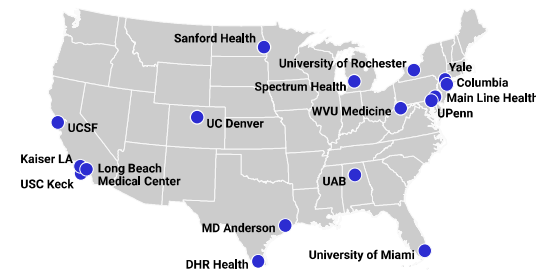 Sanford Health
University of Rochester
Yale
Columbia
Spectrum Health
Main Line Health
WVU Medicine
UPenn
UC Denver
UCSF
Kaiser LA
Long Beach
Medical Center
USC Keck
UAB
MD Anderson
University of Miami
DHR Health